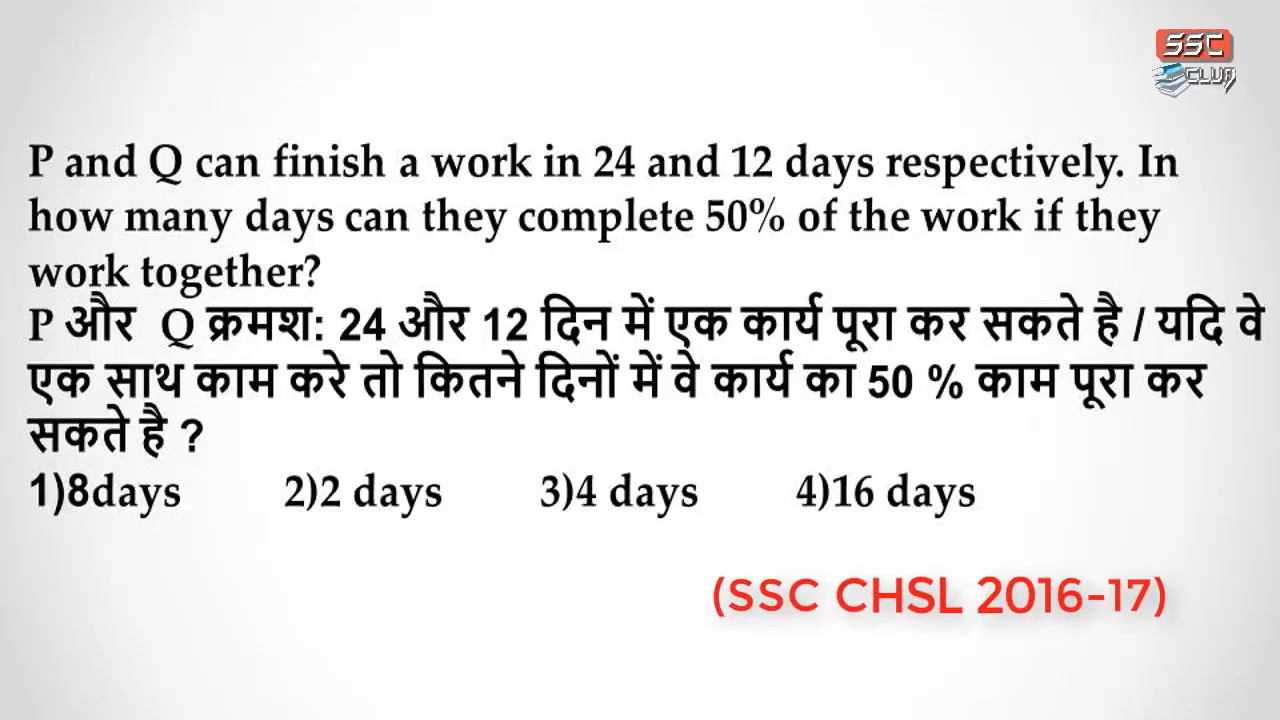 SSC
CLUB
P and Q can finish a work in 24 and 12 days respectively. In
how many days can they complete 50% of the work if they
work together?
P और Q क्रमश: 24 और 12 दिन में एक कार्य पूरा कर सकते है / यदि वे
एक साथ काम करे तो कितने दिनों में वे कार्य का 50 % काम पूरा कर
सकते है ?
1)8days 2)2 days 3)4 days 4)16 days
(SSC CHSL 2016-17)